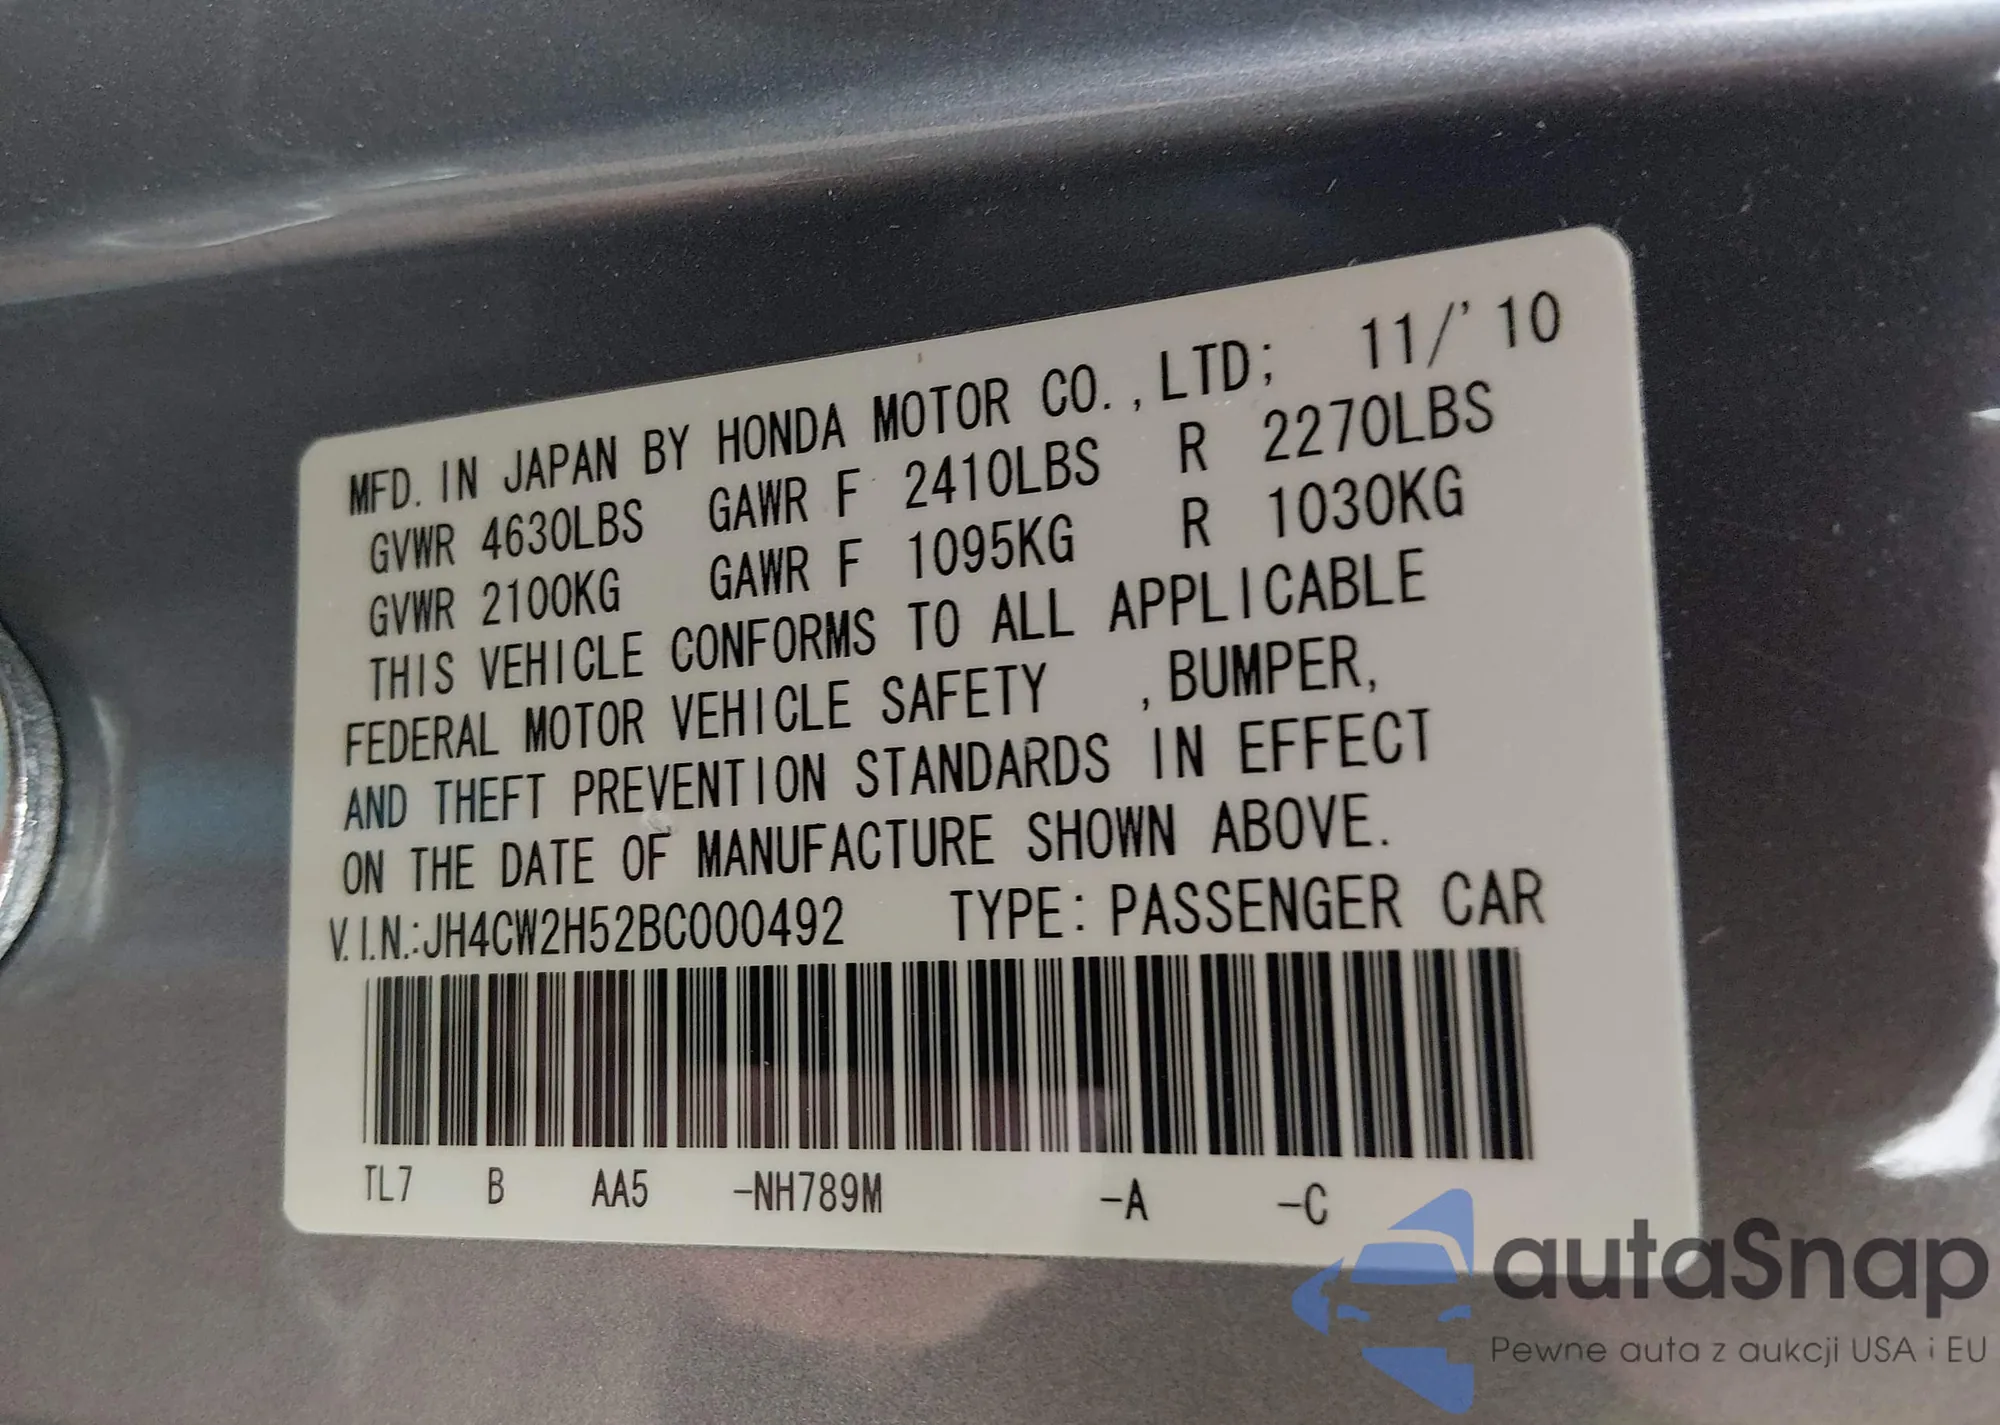 MFD. IN JAPAN BY HONDA MOTOR CO.,LTD; 11/'10
GVWR 4630LBS GAWR F 2410LBS R 2270LBS
GVWR 2100KG GAWR F 1095KG R 1030KG
THIS VEHICLE CONFORMS TO ALL APPLICABLE
FEDERAL MOTOR VEHICLE SAFETY ,BUMPER,
AND THEFT PREVENTION STANDARDS IN EFFECT
ON THE DATE OF MANUFACTURE SHOWN ABOVE.
V.I.N.:JH4CW2H52BC000492 TYPE: PASSENGER CAR
TL7 B AA5 -NH789M -A -C
autaSnap
Pewne auta z aukcji USA i EU